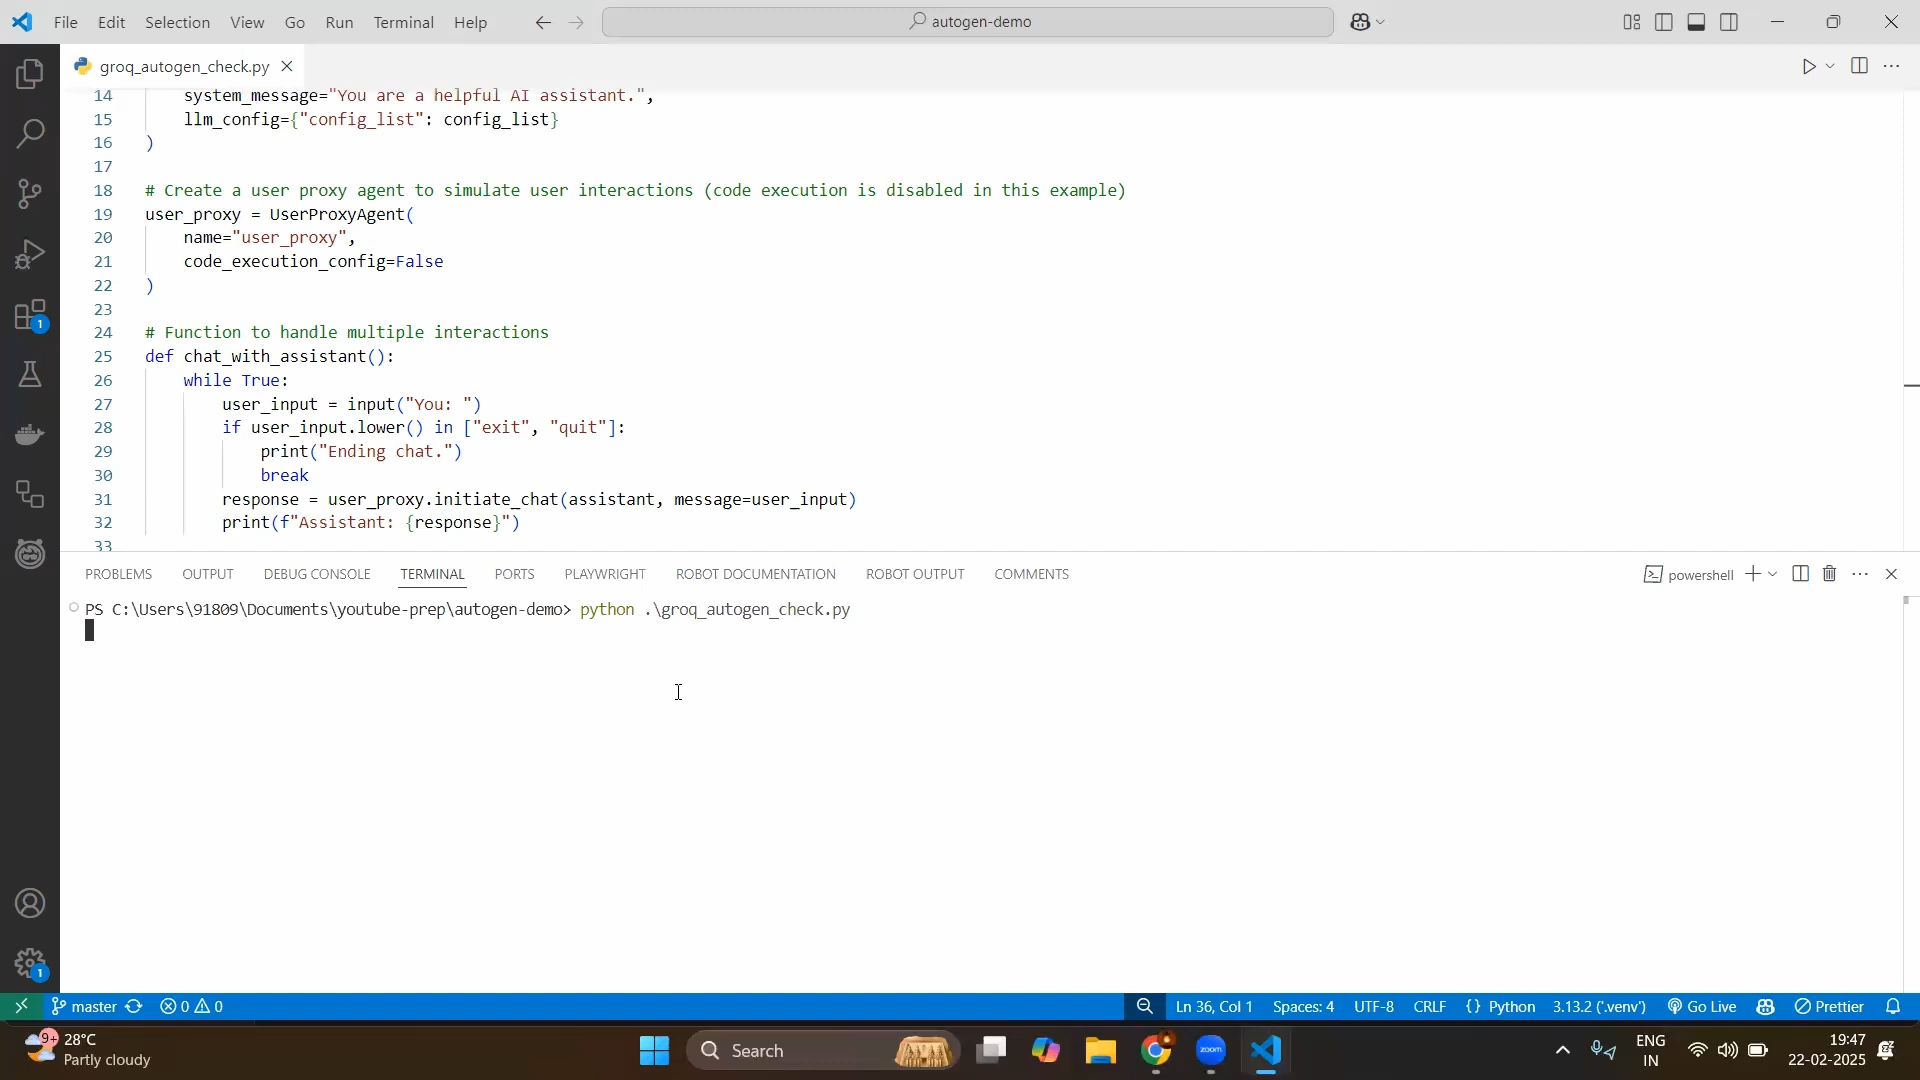 File Edit Selection View Go Run Terminal Help
autogen-demo
groq_autogen_check.py
14 system_message="You are a helpful AI assistant.",
15 llm_config={"config_list": config_list}
16 )
17
18 # Create a user proxy agent to simulate user interactions (code execution is disabled in this example)
19 user_proxy = UserProxyAgent(
20 name="user_proxy",
21 code_execution_config=False
22 )
23
24 # Function to handle multiple interactions
25 def chat_with_assistant():
26 while True:
27 user_input = input("You: ")
28 if user_input.lower() in ["exit", "quit"]:
29 print("Ending chat.")
30 break
31 response = user_proxy.initiate_chat(assistant, message=user_input)
32 print(f"Assistant: {response}")
33
1
PROBLEMS OUTPUT DEBUG CONSOLE TERMINAL PORTS PLAYWRIGHT ROBOT DOCUMENTATION ROBOT OUTPUT COMMENTS
powershell
PS C:\Users\91809\Documents\youtube-prep\autogen-demo> python .\groq_autogen_check.py
1
master 0 0 Ln 36, Col 1 Spaces: 4 UTF-8 CRLF {} Python 3.13.2 ('.venv') Go Live Prettier
9+ 28°C
Partly cloudy
Search
zoom
ENG
IN
19:47
22-02-2025